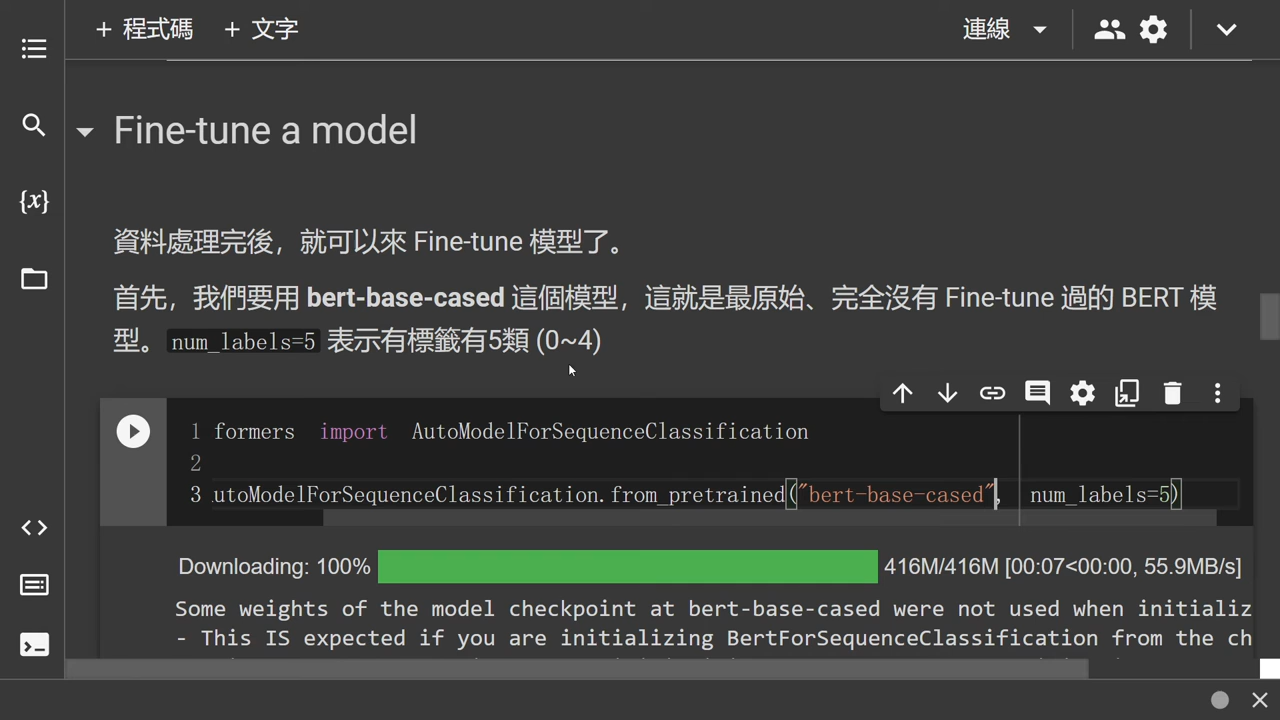 + 程式碼 + 文字 連線
Fine-tune a model
資料處理完後，就可以來 Fine-tune 模型了。
首先，我們要用 bert-base-cased 這個模型，這就是最原始、完全沒有 Fine-tune 過的 BERT 模
型。num_labels=5 表示有標籤有5類 (0~4)
1 formers import AutoModelForSequenceClassification
2
3 utoModelForSequenceClassification.from_pretrained("bert-base-cased", num_labels=5)
Downloading: 100% 416M/416M [00:07<00:00, 55.9MB/s]
Some weights of the model checkpoint at bert-base-cased were not used when initializ
- This IS expected if you are initializing BertForSequenceClassification from the ch